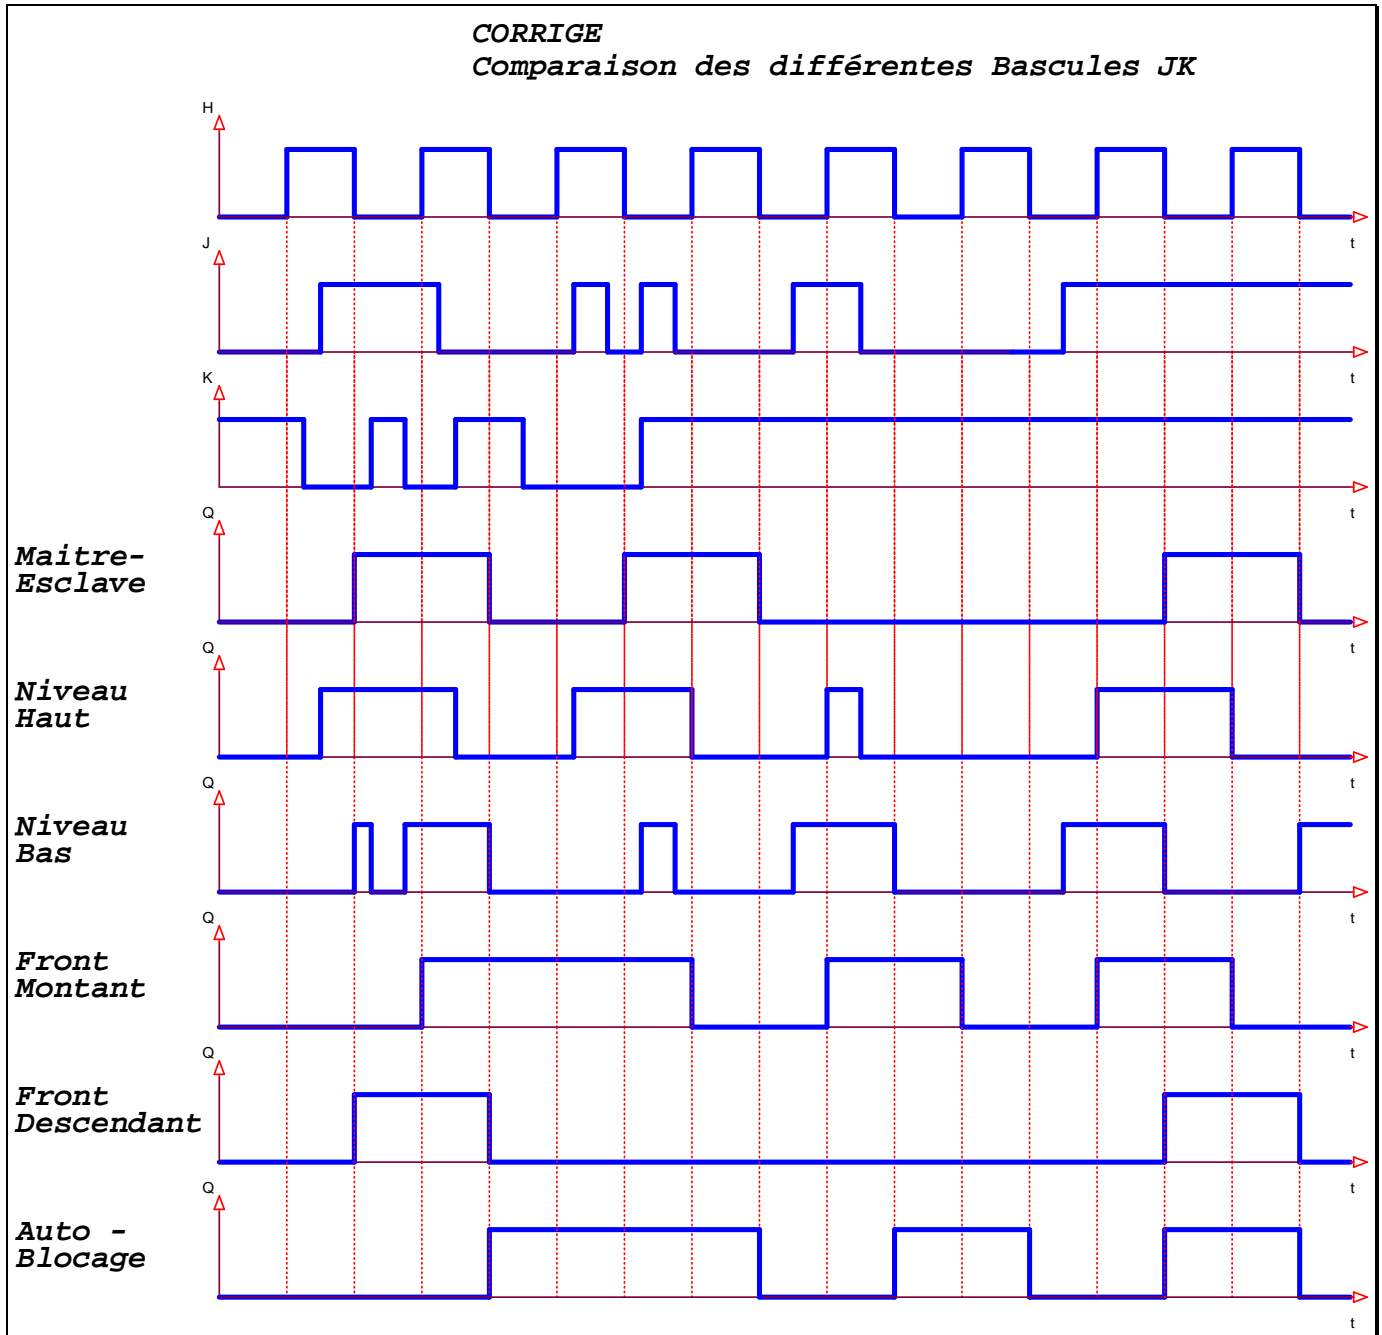 CORRIGE
Comparaison des différentes Bascules JK
H
t
J
t
K
t
Q
Maitre-
Esclave
t
Q
Niveau
Haut
t
Q
Niveau
Bas
t
Q
Front
Montant
t
Q
Front
Descendant
t
Q
Auto -
Blocage
t